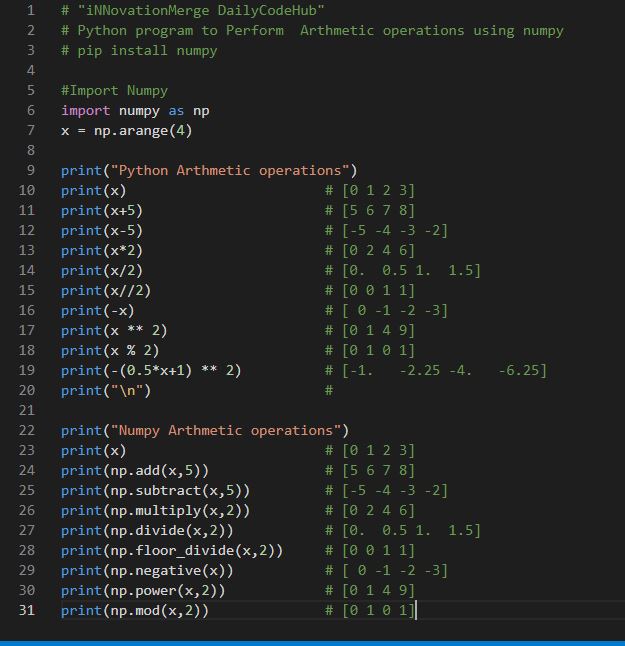 1 # "iNNovationMerge DailyCodeHub"
2 # Python program to Perform  Arthmetic operations using numpy
3 # pip install numpy
4
5 #Import Numpy
6 import numpy as np
7 x = np.arange(4)
8
9 print("Python Arthmetic operations")
10 print(x)                        # [0 1 2 3]
11 print(x+5)                      # [5 6 7 8]
12 print(x-5)                      # [-5 -4 -3 -2]
13 print(x*2)                      # [0 2 4 6]
14 print(x/2)                      # [0.  0.5 1.  1.5]
15 print(x//2)                     # [0 0 1 1]
16 print(-x)                       # [ 0 -1 -2 -3]
17 print(x ** 2)                   # [0 1 4 9]
18 print(x % 2)                    # [0 1 0 1]
19 print(-(0.5*x+1) ** 2)          # [-1.   -2.25 -4.   -6.25]
20 print("\n")                     #
21
22 print("Numpy Arthmetic operations")
23 print(x)                        # [0 1 2 3]
24 print(np.add(x,5))              # [5 6 7 8]
25 print(np.subtract(x,5))         # [-5 -4 -3 -2]
26 print(np.multiply(x,2))         # [0 2 4 6]
27 print(np.divide(x,2))           # [0.  0.5 1.  1.5]
28 print(np.floor_divide(x,2))     # [0 0 1 1]
29 print(np.negative(x))           # [ 0 -1 -2 -3]
30 print(np.power(x,2))            # [0 1 4 9]
31 print(np.mod(x,2))              # [0 1 0 1]